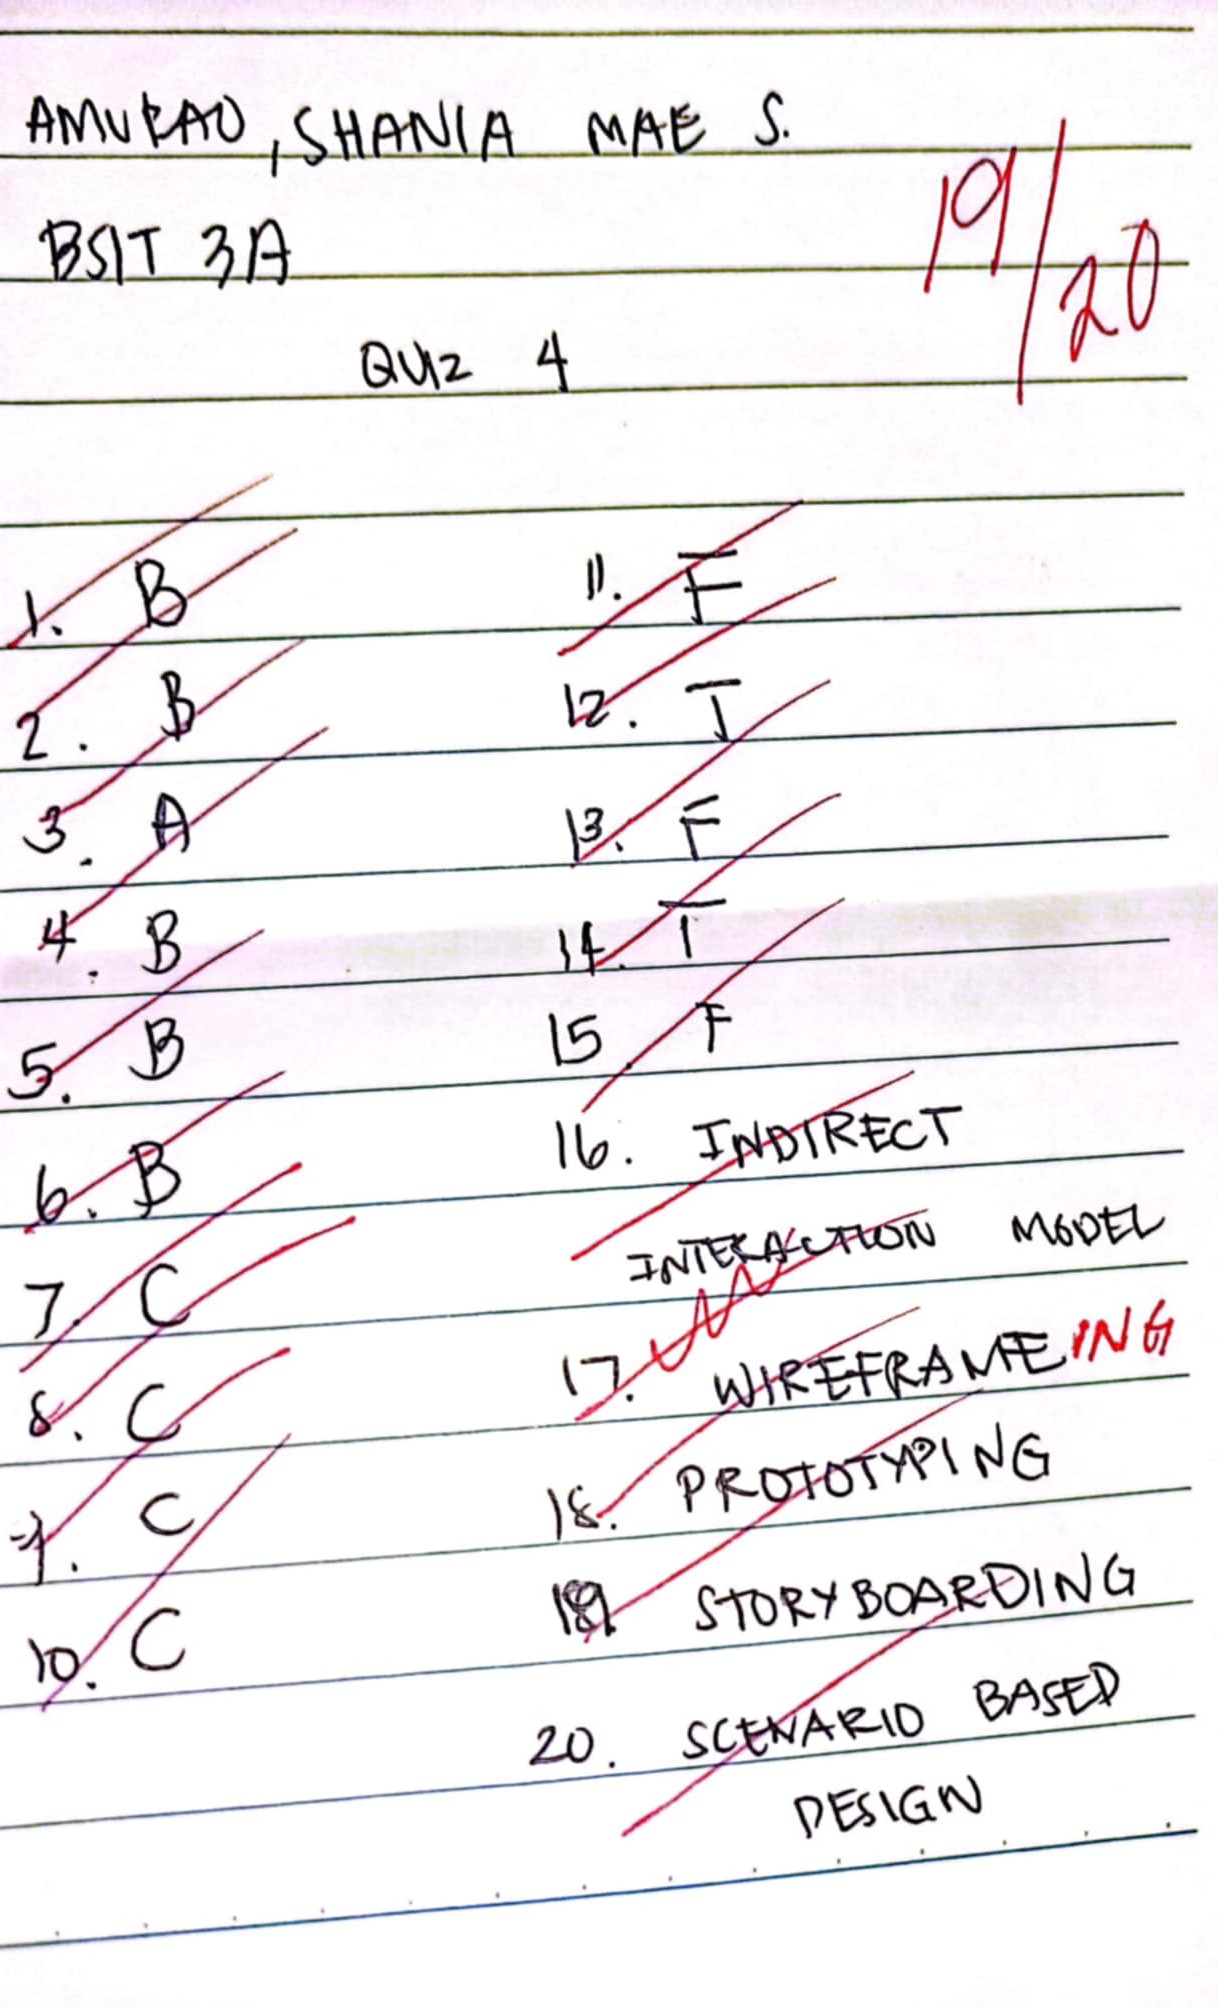 AMURAO, SHANIA MAE S.
BSIT 3A
19/20
QUIZ 4
1. B
2. B
3. A
4. B
5. B
6. B
7. C
8. C
9. C
10. C
11. F
12. T
13. F
14. T
15 F
16. INDIRECT
INTERACTION MODEL
17. WIREFRAMEING
18. PROTOTYPING
19. STORYBOARDING
20. SCENARIO BASED
DESIGN